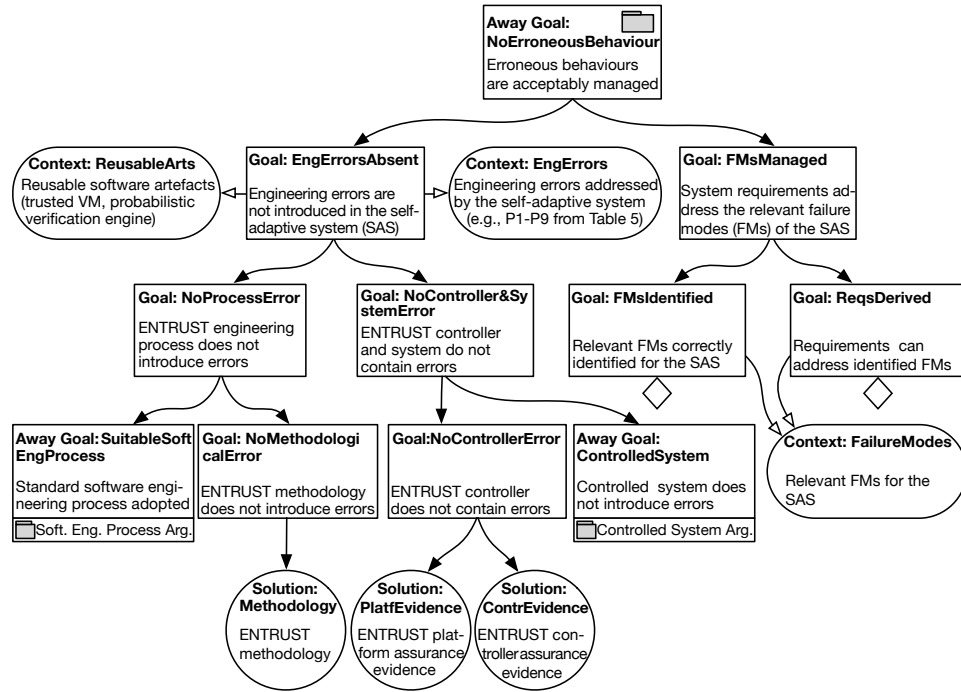 Away Goal:
NoErroneousBehaviour
Erroneous behaviours
are acceptably managed
Context: ReusableArts
Reusable software artefacts
(trusted VM, probabilistic
verification engine)
Goal: EngErrorsAbsent
Engineering errors are
not introduced in the self-
adaptive system (SAS)
Context: EngErrors
Engineering errors addressed
by the self-adaptive system
(e.g., P1-P9 from Table 5)
Goal: FMsManaged
System requirements ad-
dress the relevant failure
modes (FMs) of the SAS
Goal: NoProcessError
ENTRUST engineering
process does not
introduce errors
Goal: NoController&Sy
stemError
ENTRUST controller
and system do not
contain errors
Goal: FMsIdentified
Relevant FMs correctly
identified for the SAS
Goal: ReqsDerived
Requirements can
address identified FMs
Away Goal:SuitableSoft
EngProcess
Standard software engi-
neering process adopted
Soft. Eng. Process Arg.
Goal: NoMethodologi
calError
ENTRUST methodology
does not introduce errors
Goal:NoControllerError
ENTRUST controller
does not contain errors
Away Goal:
ControlledSystem
Controlled system does
not introduce errors
Controlled System Arg.
Context: FailureModes
Relevant FMs for the
SAS
Solution:
Methodology
ENTRUST
methodology
Solution:
PlatfEvidence
ENTRUST plat-
form assurance
evidence
Solution:
ContrEvidence
ENTRUST con-
troller assurance
evidence